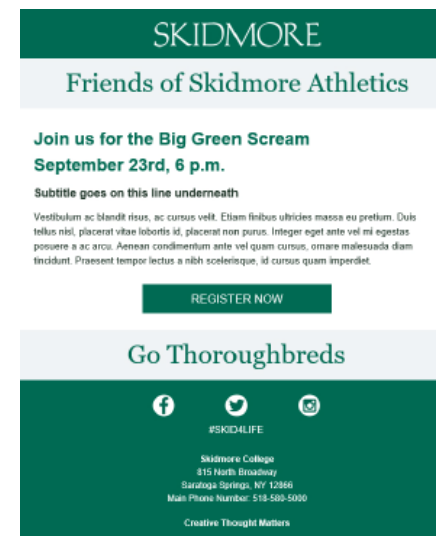 SKIDMORE
Friends of Skidmore Athletics
Join us for the Big Green Scream
September 23rd, 6 p.m.
Subtitle goes on this line underneath
Vestibulum ac blandit risus, ac cursus velit. Etiam finibus ultricies massa eu pretium. Duis
tellus nisl, placerat vitae lobortis id, placerat non purus. Integer eget ante vel mi egestas
posuere a ac arcu. Aenean condimentum ante vel quam cursus, ornare malesuada diam
tincidunt. Praesent tempor lectus a nibh scelerisque, id cursus quam imperdiet.
REGISTER NOW
Go Thoroughbreds
#SKID4LIFE
Skidmore College
815 North Broadway
Saratoga Springs, NY 12866
Main Phone Number: 518-580-5000
Creative Thought Matters